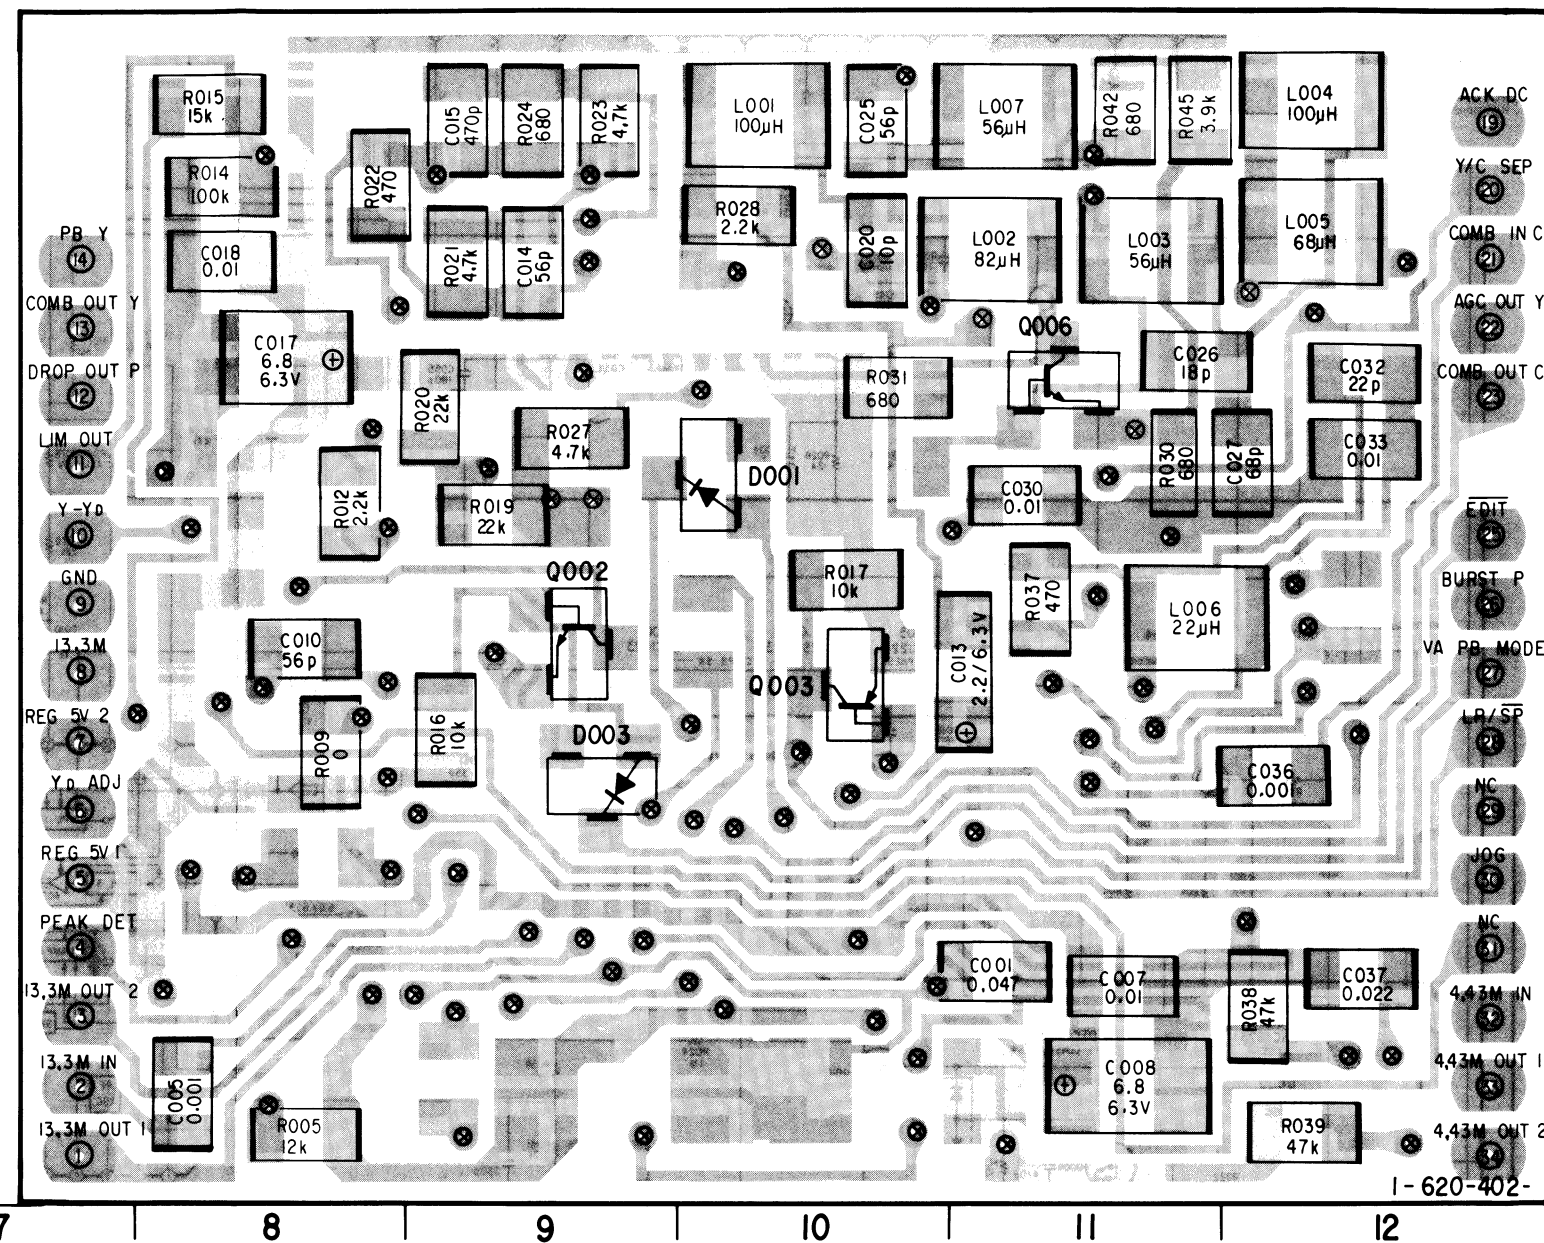 R015
15k
R014
100k
C018
0.01
PB Y
14
COMB OUT Y
13
DROP OUT P
12
LIM OUT
11
Y-YD
10
GND
9
13.3M
8
REG 5V 2
7
YD ADJ
6
REG 5V 1
5
PEAK DET
4
13.3M OUT 2
3
13.3M IN
2
13.3M OUT 1
1
C017
6.8
6.3V
R022
470
C015
470p
R024
680
R023
4.7k
R021
4.7k
C014
56p
R020
22k
R012
2.2k
R027
4.7k
R019
22k
C010
56p
R009
0
R016
10k
Q002
D003
C005
0.001
R005
12k
L001
100µH
R028
2.2k
C025
56p
C020
10p
L007
56µH
L002
82µH
R042
680
R045
3.9k
L003
56µH
L004
100µH
L005
68µH
D001
R031
680
Q006
C026
18p
C032
22p
C033
0.01
R030
680
C027
68p
C030
0.01
R017
10k
Q003
C013
2.2/6.3V
R037
470
L006
22µH
C036
0.001
C001
0.047
C007
0.01
R038
47k
C037
0.022
C008
6.8
6.3V
R039
47k
ACK DC
19
Y/C SEP
20
COMB IN C
21
AGC OUT Y
22
COMB OUT C
23
EDIT
BURST P
26
VA PB MODE
27
LP/SP
28
NC
29
JOG
30
NC
31
4.43M IN
32
4.43M OUT 1
33
4.43M OUT 2
34
1-620-402-
7
8
9
10
11
12